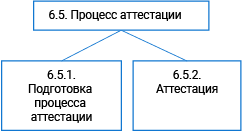 6.5. Процесс аттестации
6.5.1.
Подготовка
процесса
аттестации
6.5.2.
Аттестация